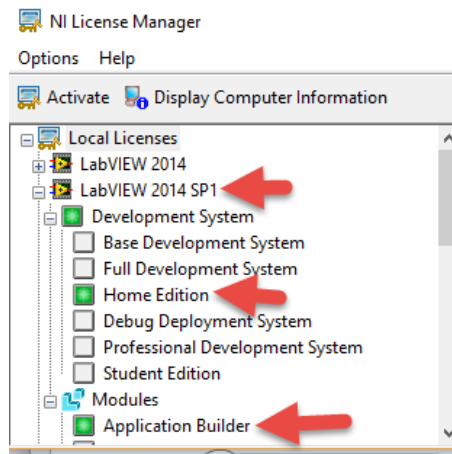 NI License Manager
Options Help
Activate Display Computer Information
Local Licenses
LabVIEW 2014
LabVIEW 2014 SP1
Development System
Base Development System
Full Development System
Home Edition
Debug Deployment System
Professional Development System
Student Edition
Modules
Application Builder